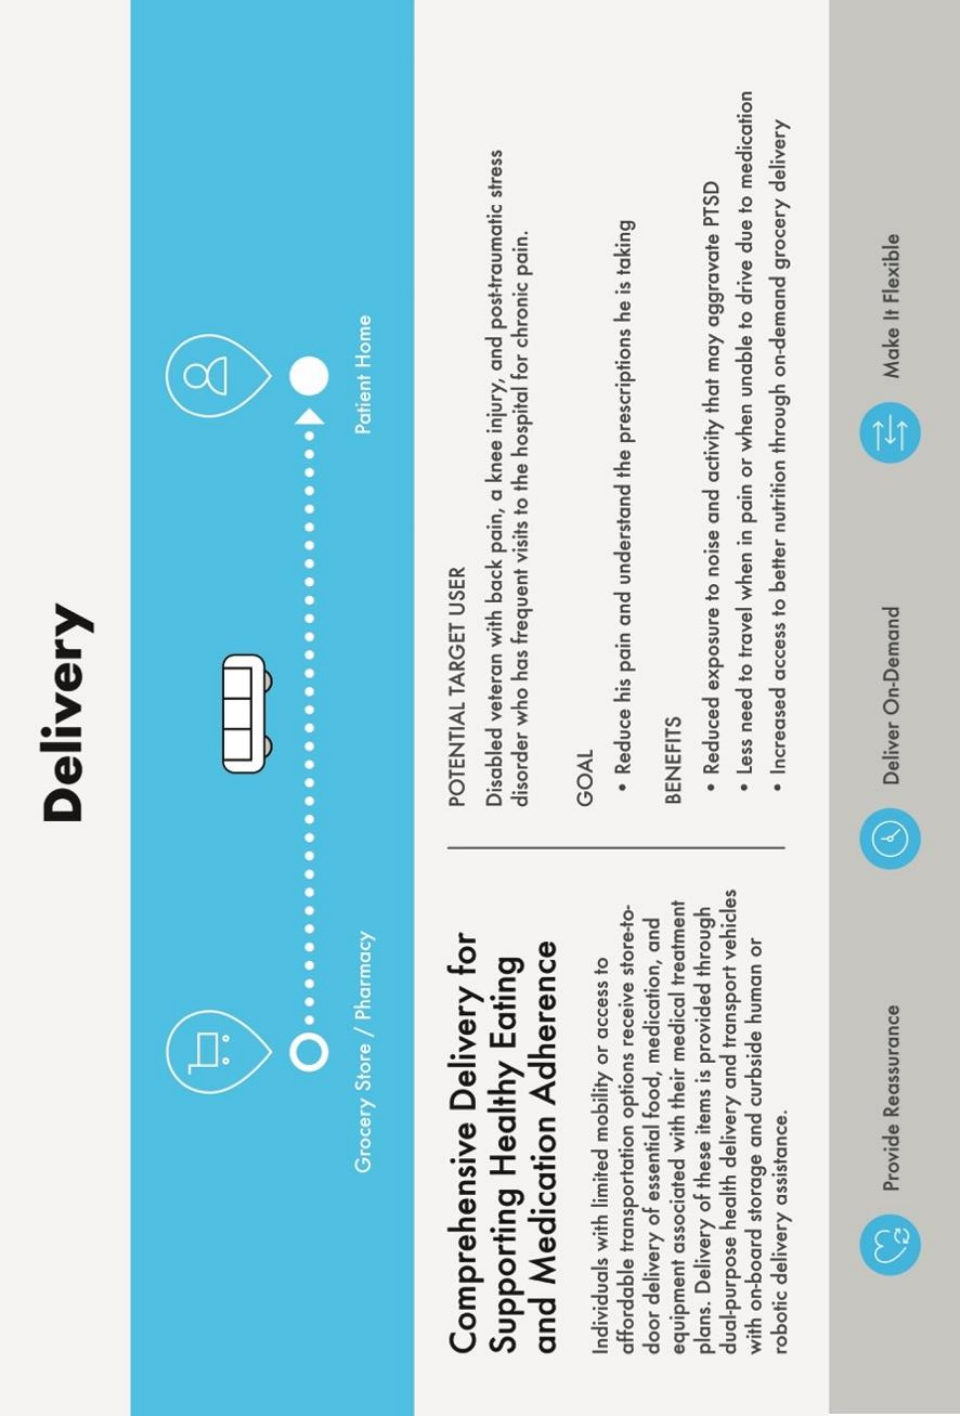 Delivery
Grocery Store / Pharmacy
Patient Home
Comprehensive Delivery for
Supporting Healthy Eating
and Medication Adherence
Individuals with limited mobility or access to
affordable transportation options receive store-to-
door delivery of essential food, medication, and
equipment associated with their medical treatment
plans. Delivery of these items is provided through
dual-purpose health delivery and transport vehicles
with on-board storage and curbside human or
robotic delivery assistance.
POTENTIAL TARGET USER
Disabled veteran with back pain, a knee injury, and post-traumatic stress
disorder who has frequent visits to the hospital for chronic pain.
GOAL
• Reduce his pain and understand the prescriptions he is taking
BENEFITS
• Reduced exposure to noise and activity that may aggravate PTSD
• Less need to travel when in pain or when unable to drive due to medication
• Increased access to better nutrition through on-demand grocery delivery
Provide Reassurance
Deliver On-Demand
Make It Flexible